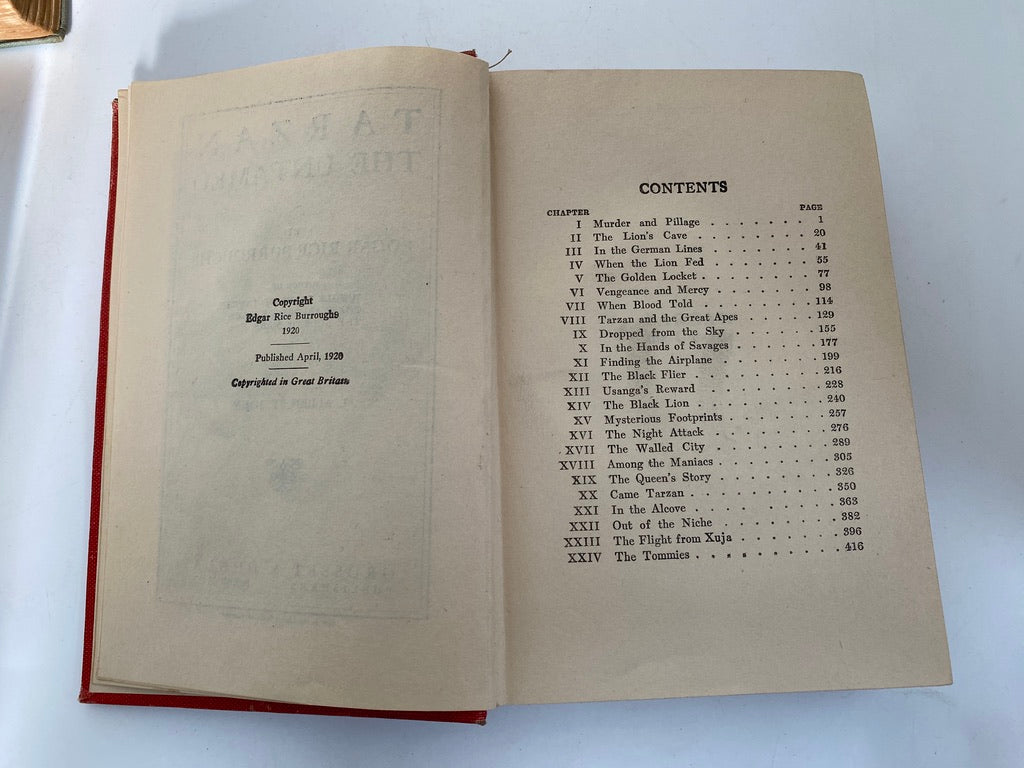 Copyright
Edgar Rice Burroughs
1920
Published April, 1920
Copyrighted in Great Britain
CONTENTS
CHAPTER PAGE
I Murder and Pillage . . . . . . . 1
II The Lion's Cave . . . . . . . 20
III In the German Lines . . . . . . . 41
IV When the Lion Fed . . . . . . . 55
V The Golden Locket . . . . . . . . 77
VI Vengeance and Mercy . . . . . . . 98
VII When Blood Told . . . . . . . . 114
VIII Tarzan and the Great Apes . . . . . . 129
IX Dropped from the Sky . . . . . . . 155
X In the Hands of Savages . . . . . . . 177
XI Finding the Airplane . . . . . . . 199
XII The Black Flier . . . . . . . . . 216
XIII Usanga's Reward . . . . . . . . 228
XIV The Black Lion . . . . . . . . . 240
XV Mysterious Footprints . . . . . . . 257
XVI The Night Attack . . . . . . . . 276
XVII The Walled City . . . . . . . . 289
XVIII Among the Maniacs . . . . . . . . 305
XIX The Queen's Story . . . . . . . . 326
XX Came Tarzan . . . . . . . . . 350
XXI In the Alcove . . . . . . . . . 363
XXII Out of the Niche . . . . . . . . 382
XXIII The Flight from Xuja . . . . . . . 396
XXIV The Tommies . . . . . . . . . . 416
TARZAN
THE UNTAMED